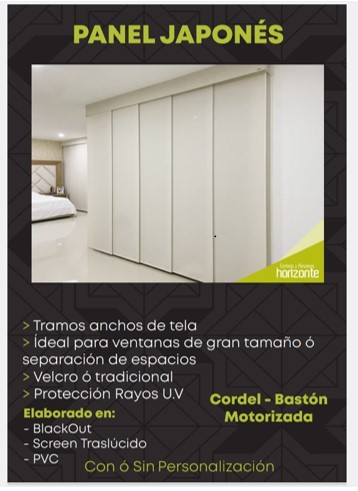 PANEL JAPONÉS
Cortinas y Persianas
horizonte
> Tramos anchos de tela
> Ídeal para ventanas de gran tamaño ó
separación de espacios
> Velcro ó tradicional
> Protección Rayos U.V
Elaborado en:
- BlackOut
- Screen Traslúcido
- PVC
Cordel - Bastón
Motorizada
Con ó Sin Personalización